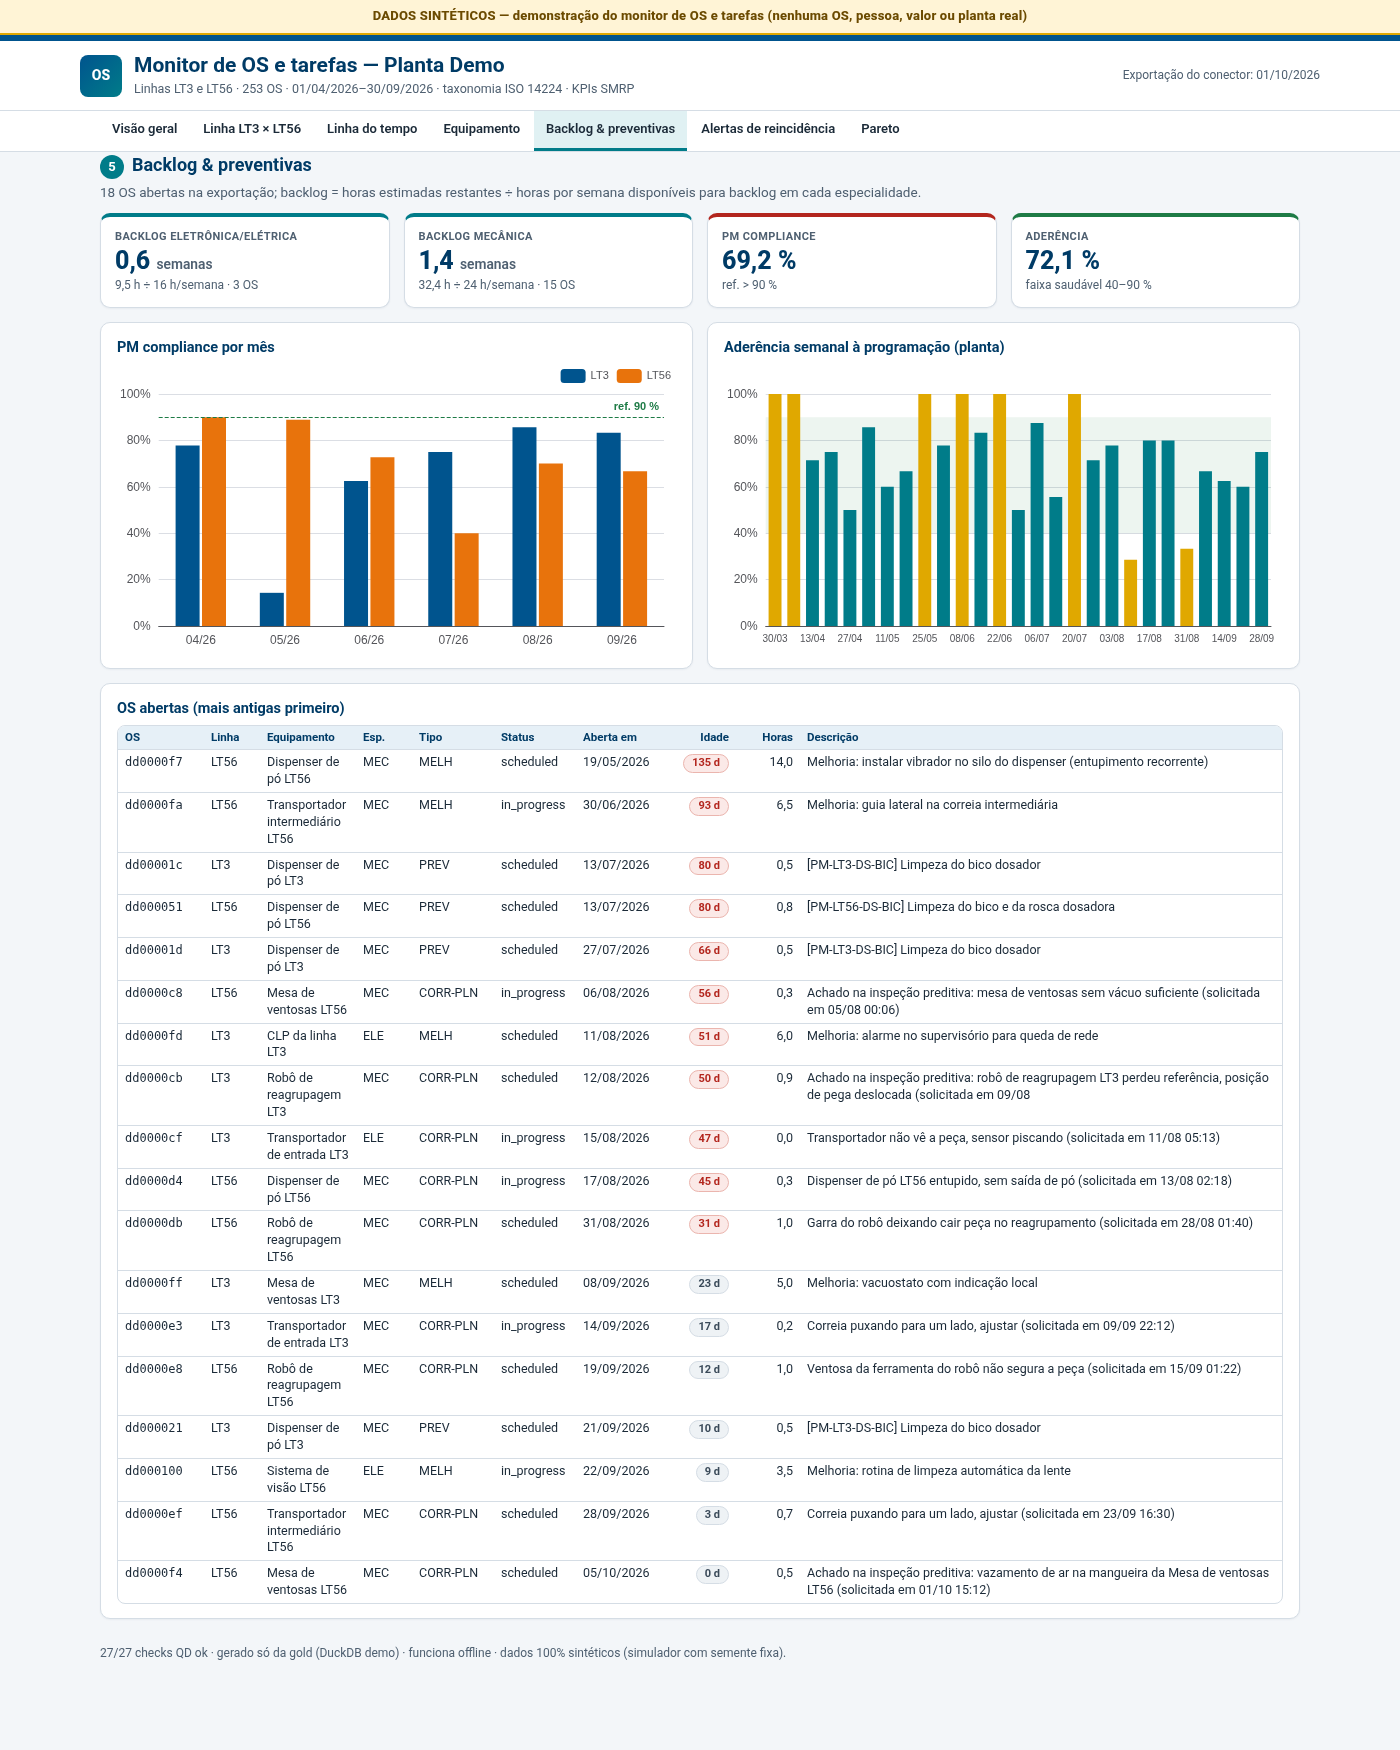 DADOS SINTÉTICOS — demonstração do monitor de OS e tarefas (nenhuma OS, pessoa, valor ou planta real)
OS
Monitor de OS e tarefas — Planta Demo
Linhas LT3 e LT56 · 253 OS · 01/04/2026–30/09/2026 · taxonomia ISO 14224 · KPIs SMRP
Exportação do conector: 01/10/2026
Visão geral Linha LT3 × LT56 Linha do tempo Equipamento Backlog & preventivas Alertas de reincidência Pareto
5 Backlog & preventivas
18 OS abertas na exportação; backlog = horas estimadas restantes ÷ horas por semana disponíveis para backlog em cada especialidade.
BACKLOG ELETRÔNICA/ELÉTRICA
0,6 semanas
9,5 h ÷ 16 h/semana · 3 OS
BACKLOG MECÂNICA
1,4 semanas
32,4 h ÷ 24 h/semana · 15 OS
PM COMPLIANCE
69,2 %
ref. > 90 %
ADERÊNCIA
72,1 %
faixa saudável 40–90 %
PM compliance por mês
LT3 LT56
100%
ref. 90 %
80%
60%
40%
20%
0%
04/26 05/26 06/26 07/26 08/26 09/26
Aderência semanal à programação (planta)
100%
80%
60%
40%
20%
0%
30/03 13/04 27/04 11/05 25/05 08/06 22/06 06/07 20/07 03/08 17/08 31/08 14/09 28/09
OS abertas (mais antigas primeiro)
OS Linha Equipamento Esp. Tipo Status Aberta em Idade Horas Descrição
dd0000f7 LT56 Dispenser de MEC MELH scheduled 19/05/2026 135 d 14,0 Melhoria: instalar vibrador no silo do dispenser (entupimento recorrente)
pó LT56
dd0000fa LT56 Transportador MEC MELH in_progress 30/06/2026 93 d 6,5 Melhoria: guia lateral na correia intermediária
intermediário
LT56
dd00001c LT3 Dispenser de MEC PREV scheduled 13/07/2026 80 d 0,5 [PM-LT3-DS-BIC] Limpeza do bico dosador
pó LT3
dd000051 LT56 Dispenser de MEC PREV scheduled 13/07/2026 80 d 0,8 [PM-LT56-DS-BIC] Limpeza do bico e da rosca dosadora
pó LT56
dd00001d LT3 Dispenser de MEC PREV scheduled 27/07/2026 66 d 0,5 [PM-LT3-DS-BIC] Limpeza do bico dosador
pó LT3
dd0000c8 LT56 Mesa de MEC CORR-PLN in_progress 06/08/2026 56 d 0,3 Achado na inspeção preditiva: mesa de ventosas sem vácuo suficiente (solicitada
ventosas LT56 em 05/08 00:06)
dd0000fd LT3 CLP da linha ELE MELH scheduled 11/08/2026 51 d 6,0 Melhoria: alarme no supervisório para queda de rede
LT3
dd0000cb LT3 Robô de MEC CORR-PLN scheduled 12/08/2026 50 d 0,9 Achado na inspeção preditiva: robô de reagrupagem LT3 perdeu referência, posição
reagrupagem de pega deslocada (solicitada em 09/08
LT3
dd0000cf LT3 Transportador ELE CORR-PLN in_progress 15/08/2026 47 d 0,0 Transportador não vê a peça, sensor piscando (solicitada em 11/08 05:13)
de entrada LT3
dd0000d4 LT56 Dispenser de MEC CORR-PLN in_progress 17/08/2026 45 d 0,3 Dispenser de pó LT56 entupido, sem saída de pó (solicitada em 13/08 02:18)
pó LT56
dd0000db LT56 Robô de MEC CORR-PLN scheduled 31/08/2026 31 d 1,0 Garra do robô deixando cair peça no reagrupamento (solicitada em 28/08 01:40)
reagrupagem
LT56
dd0000ff LT3 Mesa de MEC MELH scheduled 08/09/2026 23 d 5,0 Melhoria: vacuostato com indicação local
ventosas LT3
dd0000e3 LT3 Transportador MEC CORR-PLN in_progress 14/09/2026 17 d 0,2 Correia puxando para um lado, ajustar (solicitada em 09/09 22:12)
de entrada LT3
dd0000e8 LT56 Robô de MEC CORR-PLN scheduled 19/09/2026 12 d 1,0 Ventosa da ferramenta do robô não segura a peça (solicitada em 15/09 01:22)
reagrupagem
LT56
dd000021 LT3 Dispenser de MEC PREV scheduled 21/09/2026 10 d 0,5 [PM-LT3-DS-BIC] Limpeza do bico dosador
pó LT3
dd000100 LT56 Sistema de ELE MELH in_progress 22/09/2026 9 d 3,5 Melhoria: rotina de limpeza automática da lente
visão LT56
dd0000ef LT56 Transportador MEC CORR-PLN scheduled 28/09/2026 3 d 0,7 Correia puxando para um lado, ajustar (solicitada em 23/09 16:30)
intermediário
LT56
dd0000f4 LT56 Mesa de MEC CORR-PLN scheduled 05/10/2026 0 d 0,5 Achado na inspeção preditiva: vazamento de ar na mangueira da Mesa de ventosas
ventosas LT56 LT56 (solicitada em 01/10 15:12)
27/27 checks QD ok · gerado só da gold (DuckDB demo) · funciona offline · dados 100% sintéticos (simulador com semente fixa).